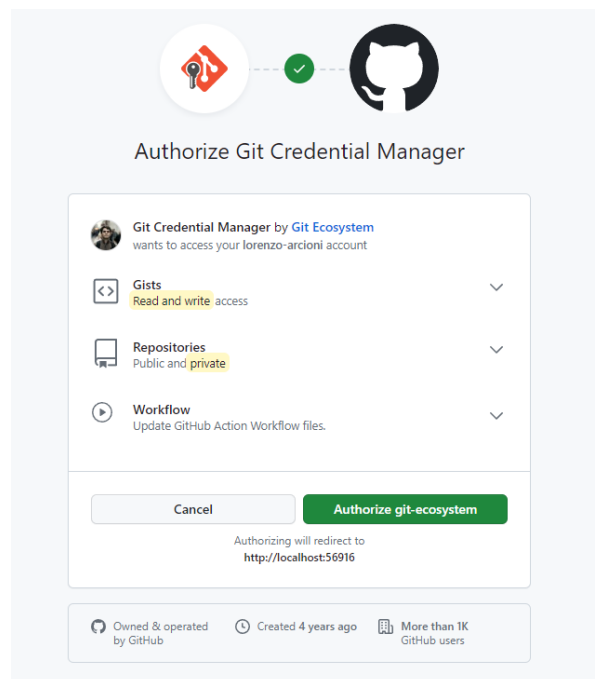 Authorize Git Credential Manager
Git Credential Manager by Git Ecosystem
wants to access your lorenzo-arcioni account
Gists
Read and write access
Repositories
Public and private
Workflow
Update GitHub Action Workflow files.
Cancel
Authorize git-ecosystem
Authorizing will redirect to
http://localhost:56916
Owned & operated
by GitHub
Created 4 years ago
More than 1K
GitHub users